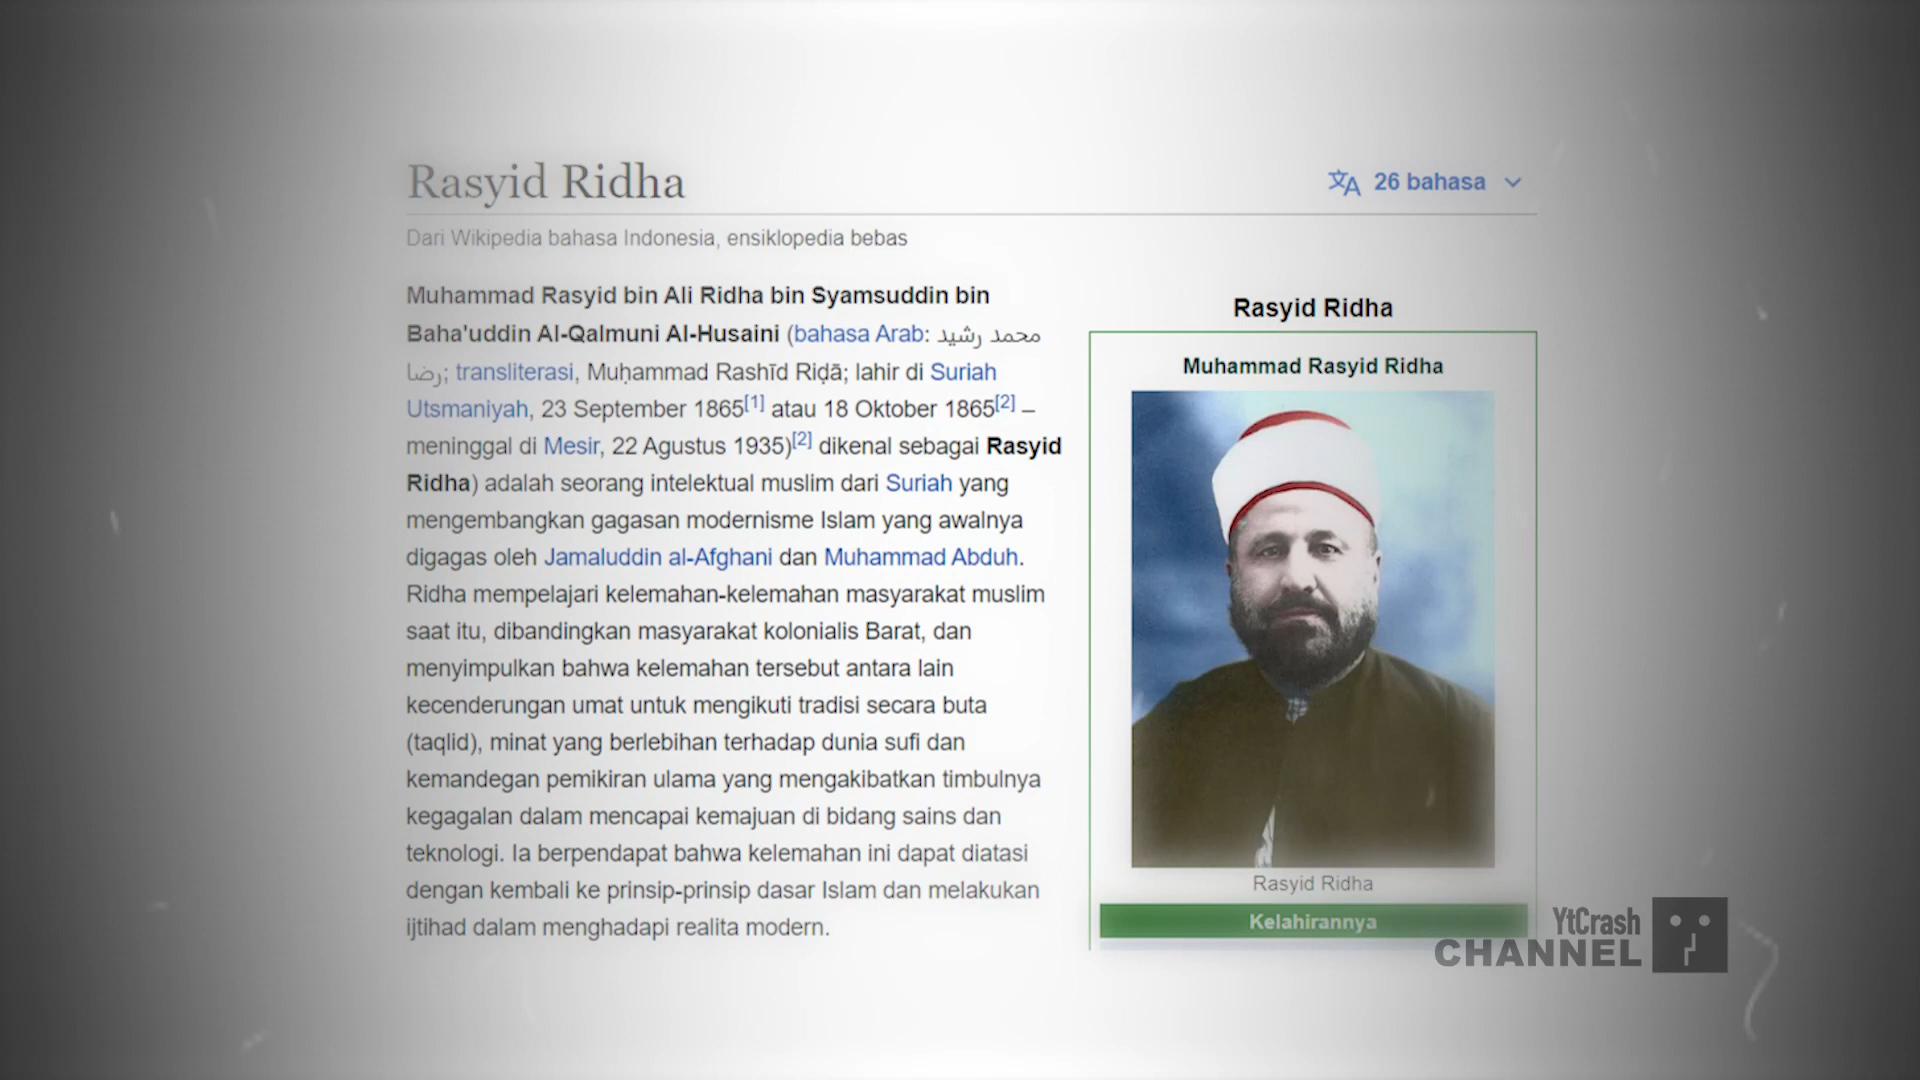 Rasyid Ridha
26 bahasa
Dari Wikipedia bahasa Indonesia, ensiklopedia bebas
Muhammad Rasyid bin Ali Ridha bin Syamsuddin bin
Baha'uddin Al-Qalmuni Al-Husaini (bahasa Arab: محمد رشيد
رضا; transliterasi, Muḥammad Rashīd Riḍā; lahir di Suriah
Utsmaniyah, 23 September 1865[1] atau 18 Oktober 1865[2] –
meninggal di Mesir, 22 Agustus 1935)[2] dikenal sebagai Rasyid
Ridha) adalah seorang intelektual muslim dari Suriah yang
mengembangkan gagasan modernisme Islam yang awalnya
digagas oleh Jamaluddin al-Afghani dan Muhammad Abduh.
Ridha mempelajari kelemahan-kelemahan masyarakat muslim
saat itu, dibandingkan masyarakat kolonialis Barat, dan
menyimpulkan bahwa kelemahan tersebut antara lain
kecenderungan umat untuk mengikuti tradisi secara buta
(taqlid), minat yang berlebihan terhadap dunia sufi dan
kemandegan pemikiran ulama yang mengakibatkan timbulnya
kegagalan dalam mencapai kemajuan di bidang sains dan
teknologi. Ia berpendapat bahwa kelemahan ini dapat diatasi
dengan kembali ke prinsip-prinsip dasar Islam dan melakukan
ijtihad dalam menghadapi realita modern.
Rasyid Ridha
Muhammad Rasyid Ridha
Rasyid Ridha
Kelahirannya
YtCrash
CHANNEL